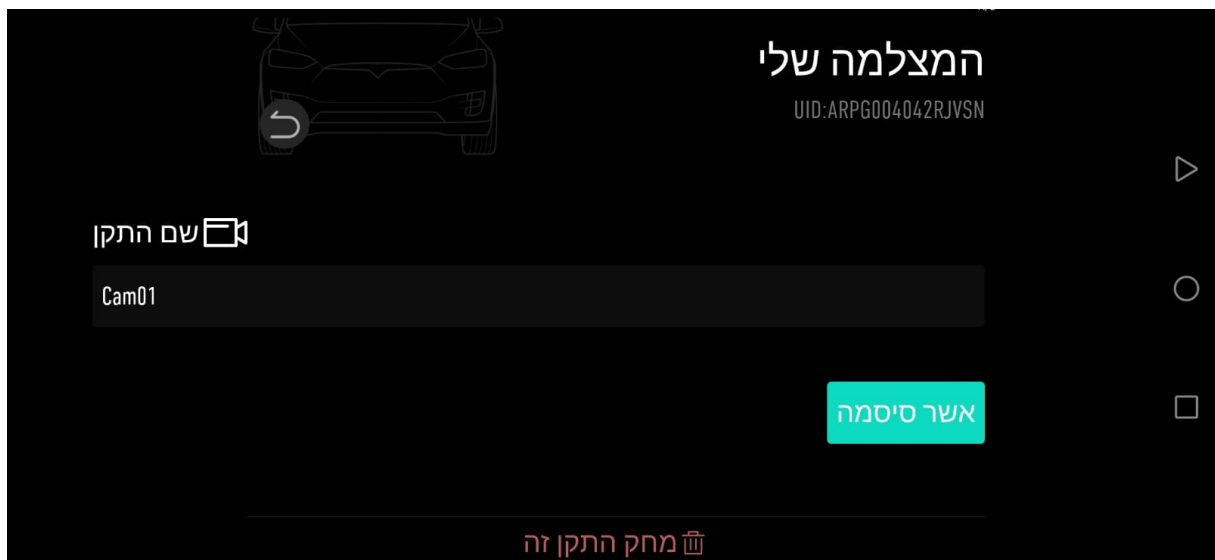 המצלמה שלי
UID:ARPG004042RJVSN
שם התקן
Cam01
אשר סיסמה
מחק התקן זה